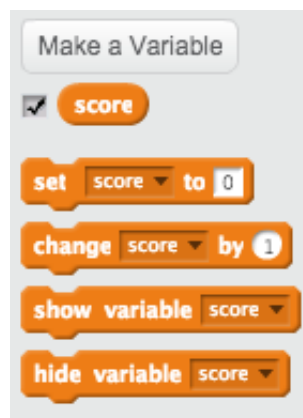 Make a Variable
score
set score to 0
change score by 1
show variable score
hide variable score